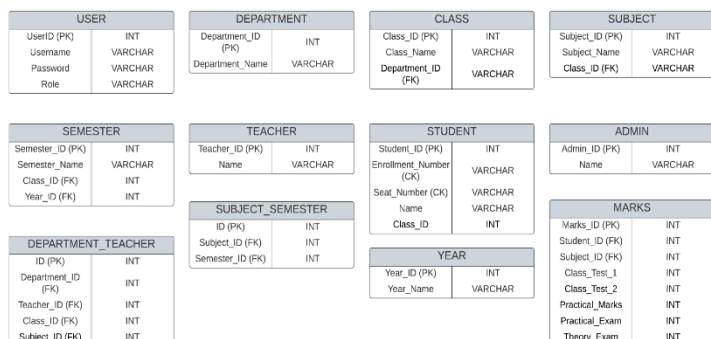 USER
UserID (PK) INT
Username VARCHAR
Password VARCHAR
Role VARCHAR
DEPARTMENT
Department_ID
(PK) INT
Department_Name VARCHAR
CLASS
Class_ID (PK) INT
Class_Name VARCHAR
Department_ID
(FK) VARCHAR
SUBJECT
Subject_ID (PK) INT
Subject_Name VARCHAR
Class_ID (FK) VARCHAR
SEMESTER
Semester_ID (PK) INT
Semester_Name VARCHAR
Class_ID (FK) INT
Year_ID (FK) INT
TEACHER
Teacher_ID (PK) INT
Name VARCHAR
STUDENT
Student_ID (PK) INT
Enrollment_Number
(CK) VARCHAR
Seat_Number (CK) VARCHAR
Name VARCHAR
Class_ID INT
ADMIN
Admin_ID (PK) INT
Name VARCHAR
SUBJECT_SEMESTER
ID (PK) INT
Subject_ID (FK) INT
Semester_ID (FK) INT
MARKS
Marks_ID (PK) INT
Student_ID (FK) INT
Subject_ID (FK) INT
Class_Test_1 INT
Class_Test_2 INT
Practical_Marks INT
Practical_Exam INT
Theory_Exam INT
DEPARTMENT_TEACHER
ID (PK) INT
Department_ID
(FK) INT
Teacher_ID (FK) INT
Class_ID (FK) INT
Subject_ID (FK) INT
YEAR
Year_ID (PK) INT
Year_Name VARCHAR